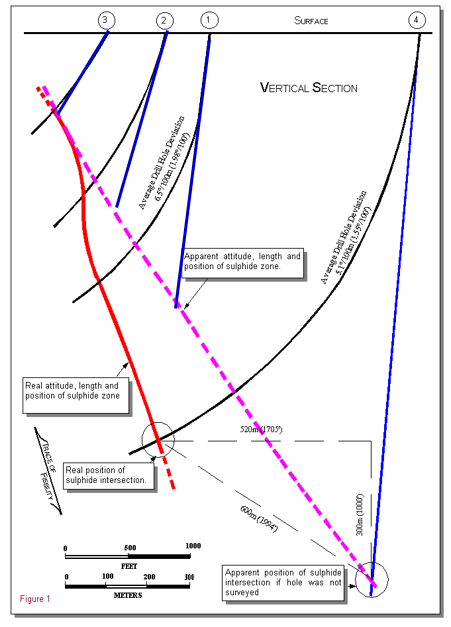 3
2
1
SURFACE
4
VERTICAL SECTION
Average Drill Hole Deviation
6.5°/100m (1.98°/100')
Average Drill Hole Deviation
5.1°/100m (1.55°/100')
Apparent attitude, length and
position of sulphide zone.
Real attitude, length and
position of sulphide zone
520m (1705')
TRACE OF
FISSILITY
Real position of
sulphide intersection.
600m (1994')
300m (1000')
0 500 1000
FEET
0 100 200 300
METERS
Apparent position of sulphide
intersection if hole was not
surveyed
Figure 1